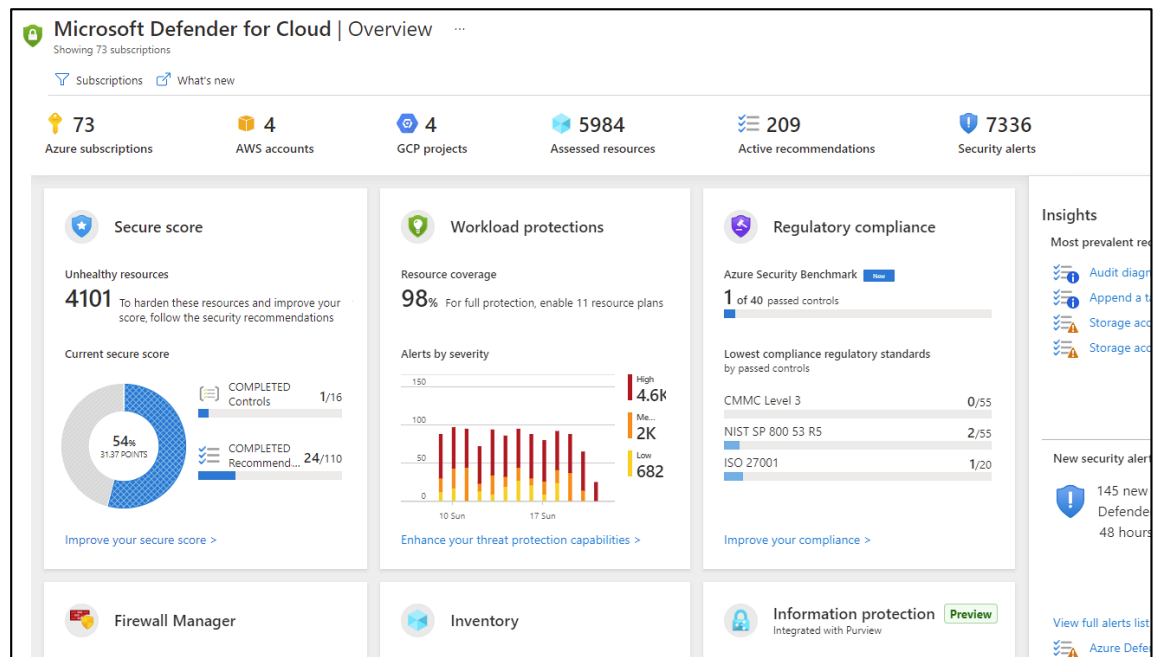 Microsoft Defender for Cloud | Overview ...
Showing 73 subscriptions
Subscriptions What's new
73 4 4 5984 209 7336
Azure subscriptions AWS accounts GCP projects Assessed resources Active recommendations Security alerts
Secure score
Unhealthy resources
4101 To harden these resources and improve your
score, follow the security recommendations
Current secure score
54%
31.37 POINTS
COMPLETED
Controls 1/16
COMPLETED
Recommend... 24/110
Improve your secure score >
Workload protections
Resource coverage
98% For full protection, enable 11 resource plans
Alerts by severity
150
100
50
0
10 Sun 17 Sun
High
4.6K
Me...
2K
Low
682
Enhance your threat protection capabilities >
Regulatory compliance
Azure Security Benchmark New
1 of 40 passed controls
Lowest compliance regulatory standards
by passed controls
CMMC Level 3 0/55
NIST SP 800 53 R5 2/55
ISO 27001 1/20
Improve your compliance >
Insights
Most prevalent rec
Audit diagn
Append a ta
Storage acc
Storage acc
New security alert
145 new
Defende
48 hours
View full alerts list
Azure Defe
Firewall Manager
Inventory
Information protection Preview
Integrated with Purview